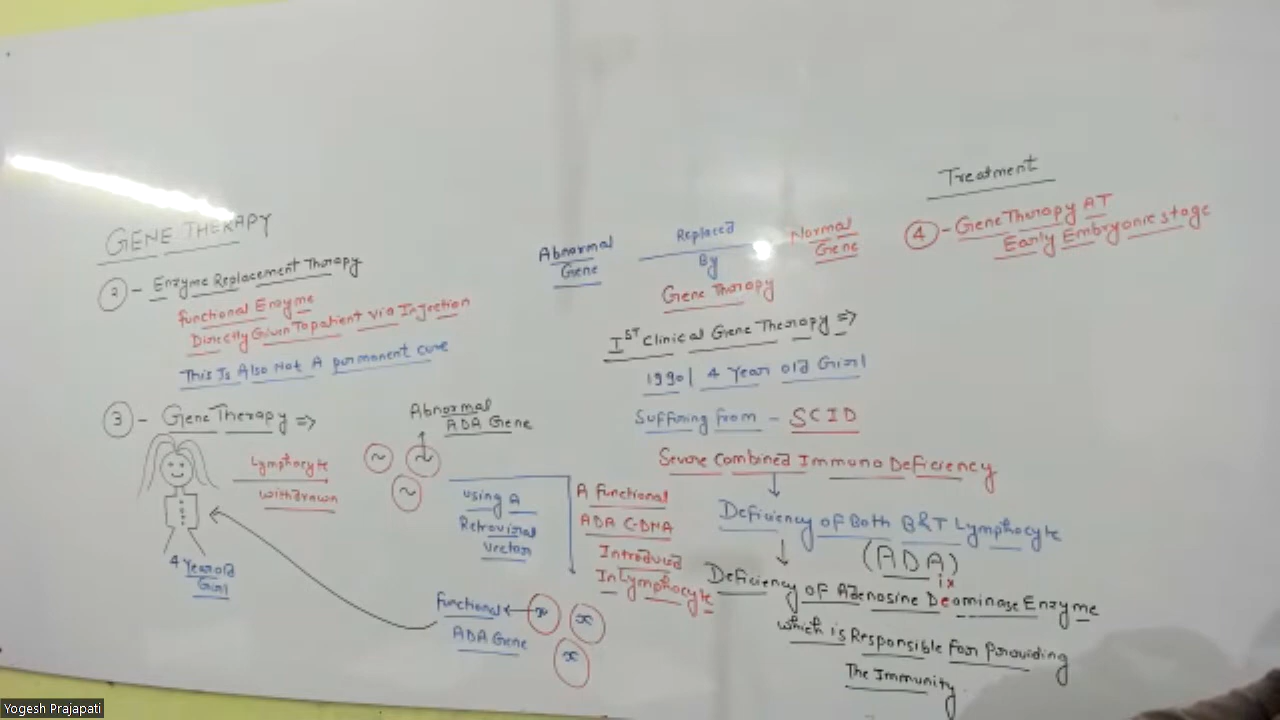 GENE THERAPY
② - Enzyme Replacement Therapy
functional Enzyme
Directly Given To patient via Injection
This Is Also Not A permanent cure
③ - Gene Therapy ⇒
Abnormal
ADA Gene
Lymphocyte
withdrawn
4 Year old
Girl
using A
Retroviral
vector
A functional
ADA C-DNA
Introduced
In Lymphocyte
functional
ADA Gene
Abnormal
Gene
Replaced
By
Normal
Gene
Gene Therapy
Iˢᵀ Clinical Gene Therapy ⇒
1990 | 4 Year old Girl
Suffering from - SCID
Severe Combined Immuno Deficiency
Deficiency of Both B&T Lymphocyte
(ADA)
ix
Deficiency of Adenosine Deaminase Enzyme
which is Responsible For Providing
The Immunity
Treatment
④ - Gene Therapy AT
Early Embryonic stage
Yogesh Prajapati